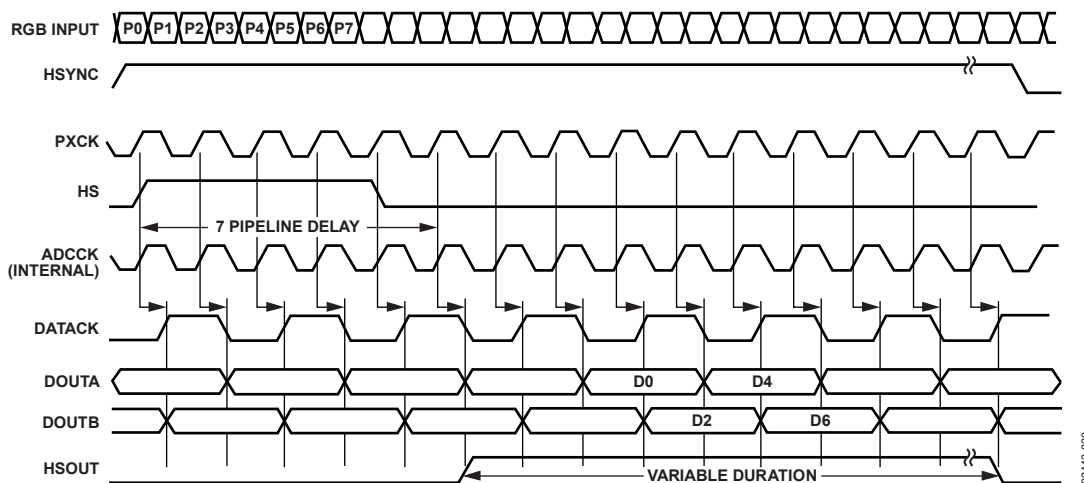 RGB INPUT P0 P1 P2 P3 P4 P5 P6 P7
HSYNC
PXCK
HS
7 PIPELINE DELAY
ADCCK
(INTERNAL)
DATACK
DOUTA D0 D4
DOUTB D2 D6
HSOUT VARIABLE DURATION